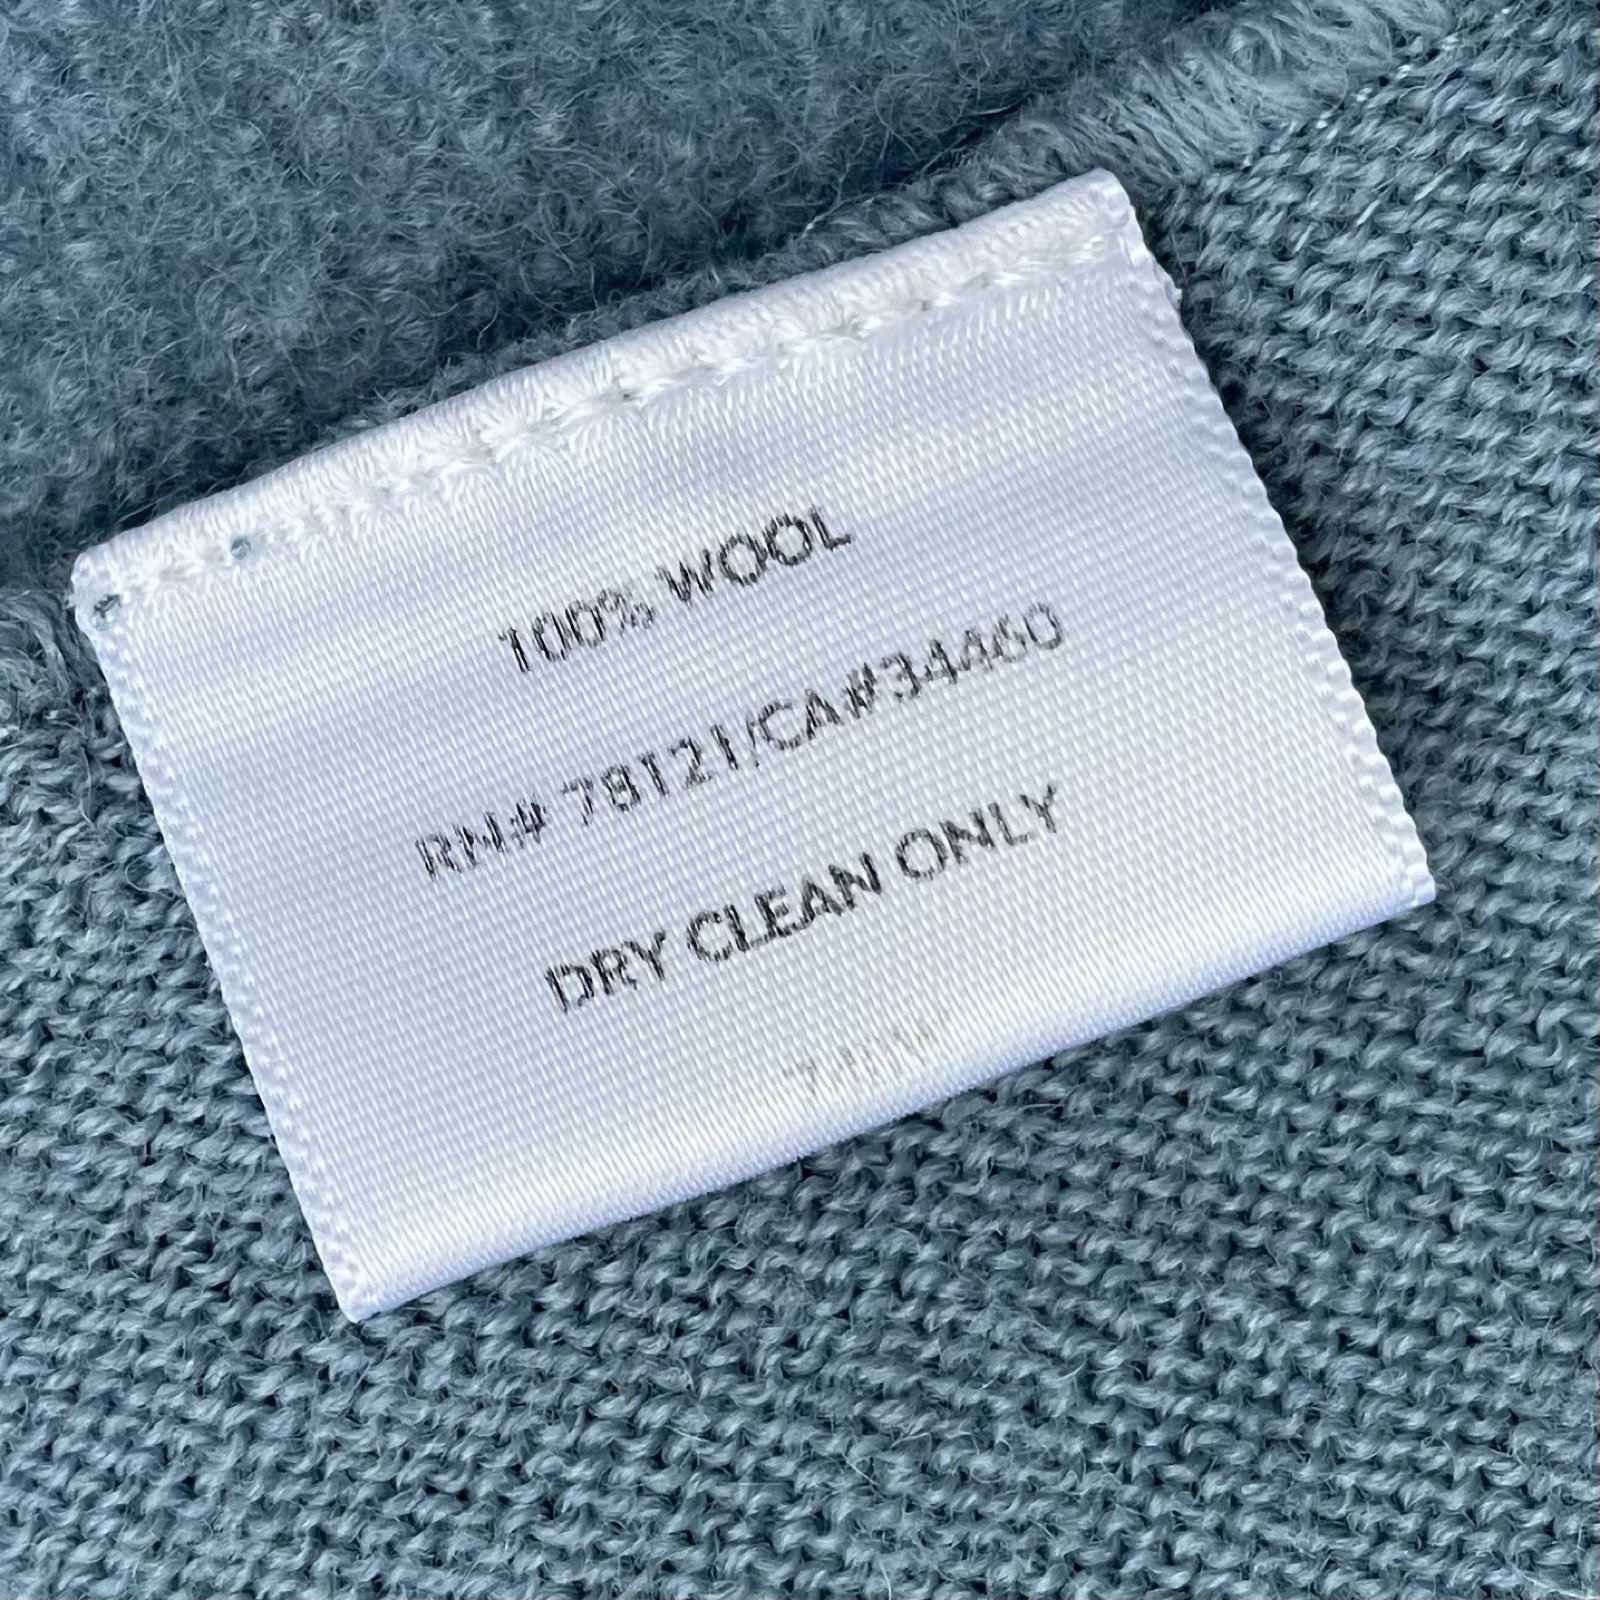 100% WOOL
RN# 78121/CA#34460
DRY CLEAN ONLY